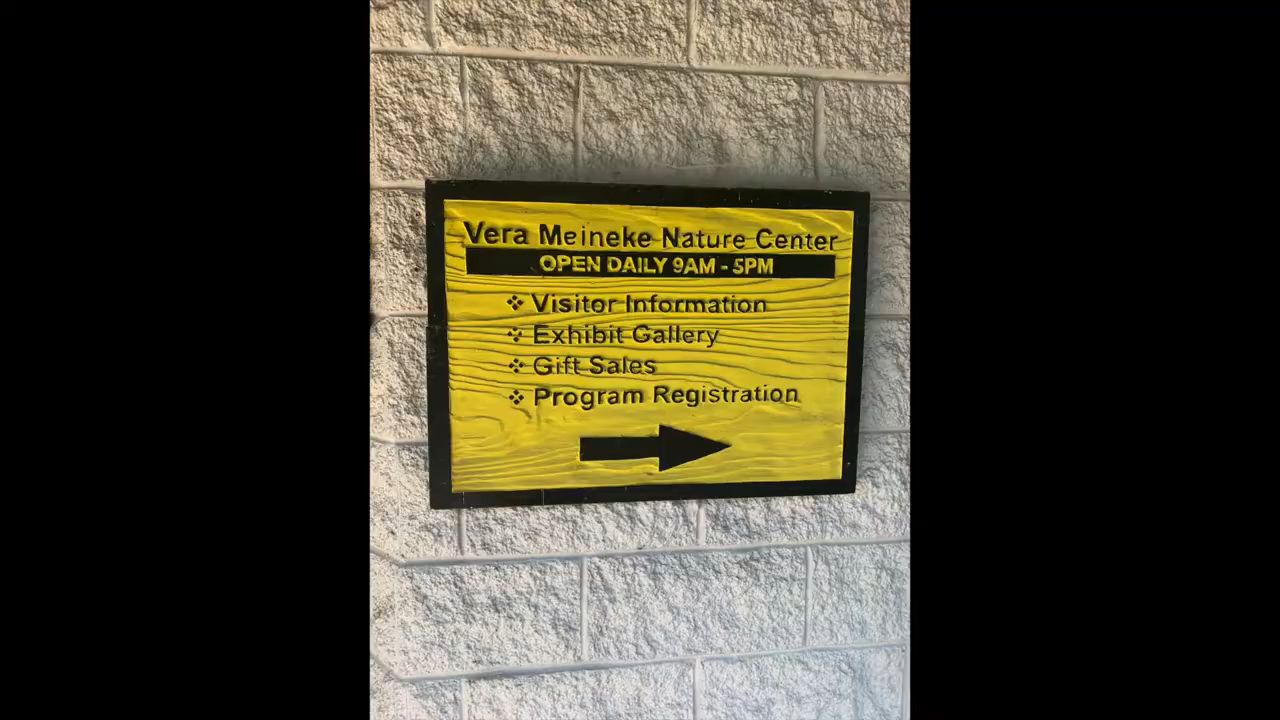 Vera Meineke Nature Center
OPEN DAILY 9AM - 5PM
❖ Visitor Information
❖ Exhibit Gallery
❖ Gift Sales
❖ Program Registration